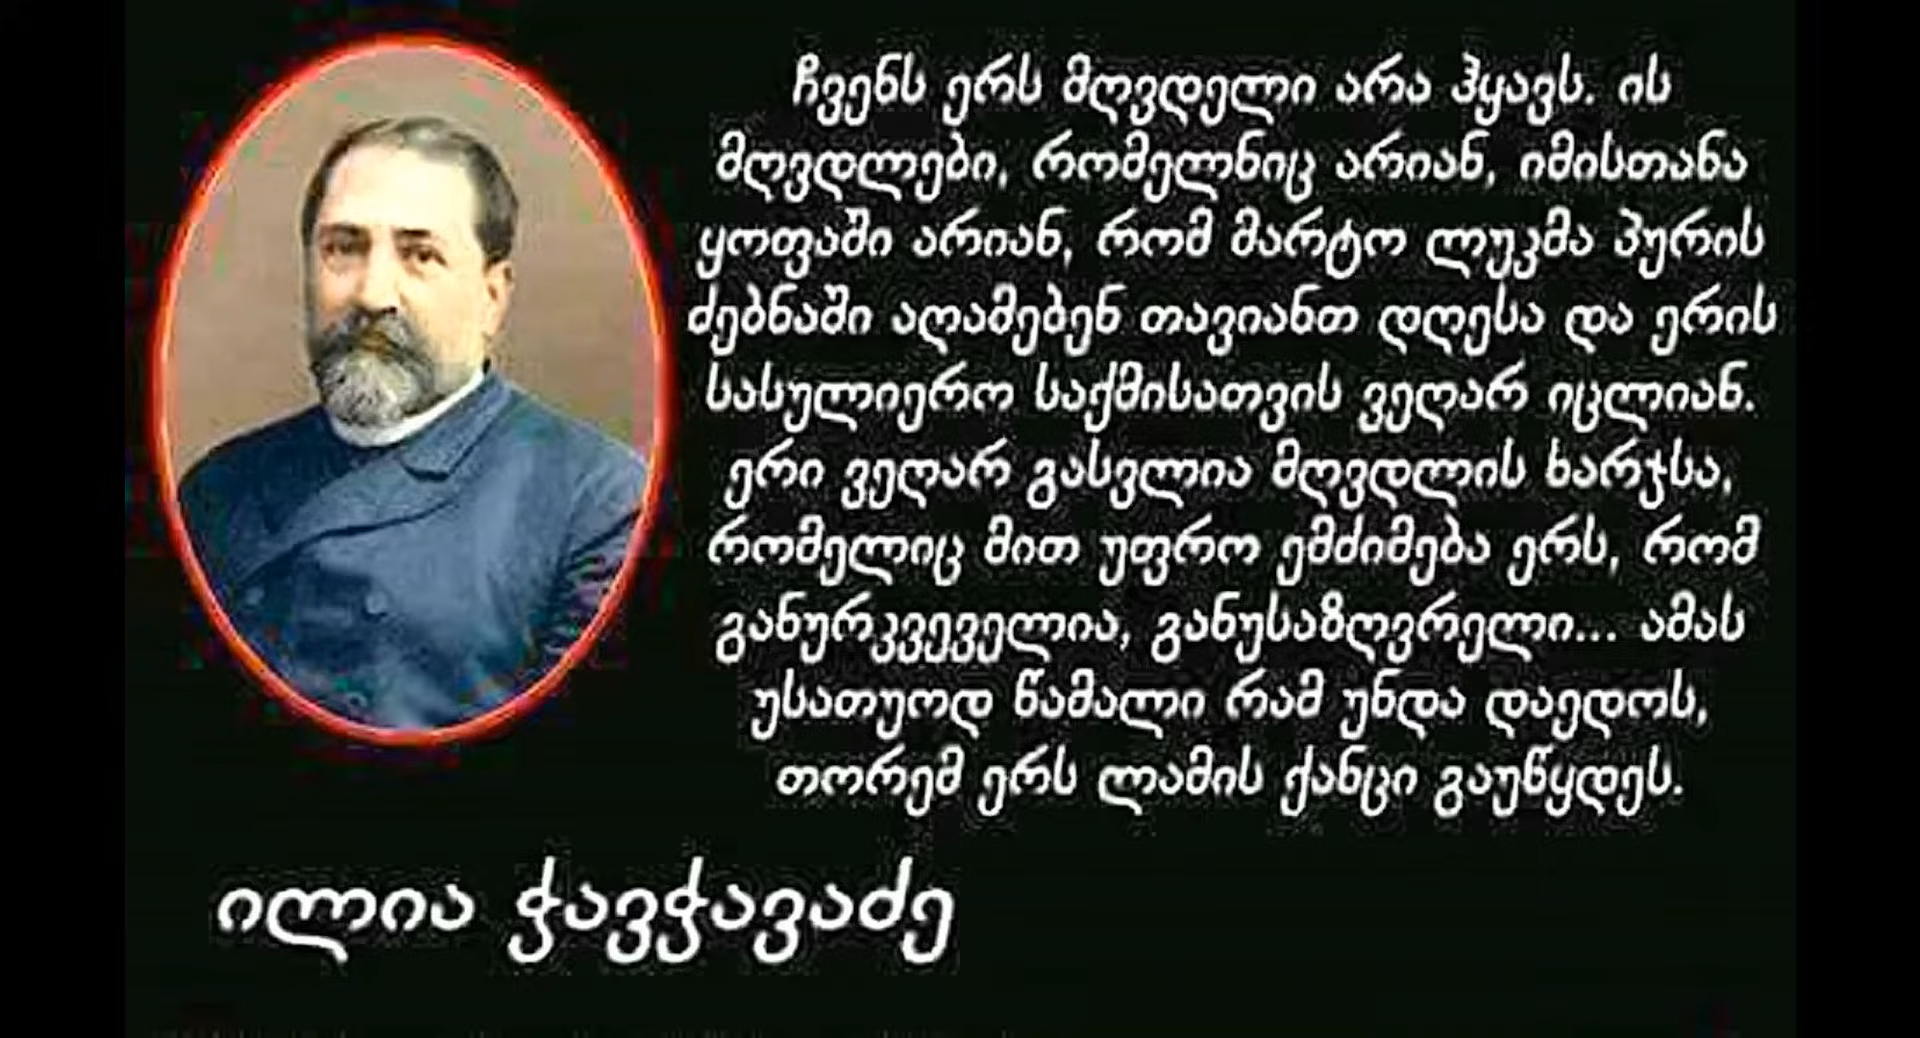 ჩვენს ერს მღვდელი არა ჰყავს. ის
მღვდლები, რომელნიც არიან, იმისთანა
ყოფაში არიან, რომ მარტო ლუკმა პურის
ძებნაში აღამებენ თავიანთ დღესა და ერის
სასულიერო საქმისათვის ვეღარ იცლიან.
ერი ვეღარ გასვლია მღვდლის ხარჯსა,
რომელიც მით უფრო ემძიმება ერს, რომ
განურკვეველია, განუსაზღვრელი... ამას
უსათუოდ წამალი რამ უნდა დაედოს,
თორემ ერს ლამის ქანცი გაუწყდეს.
ილია ჭავჭავაძე